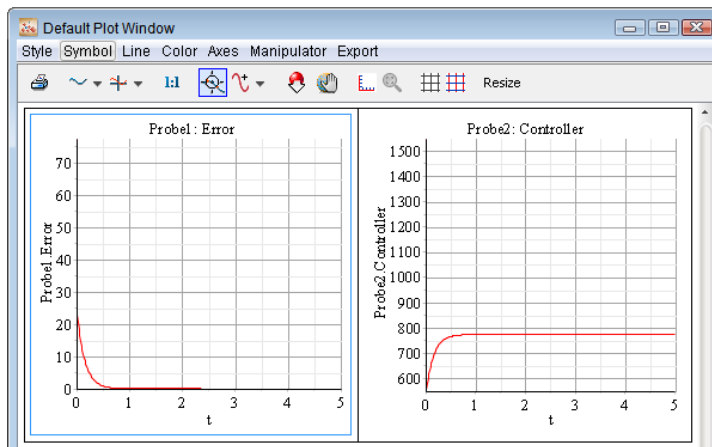 Default Plot Window
Style Symbol Line Color Axes Manipulator Export
1:1 Resize
Probe1 : Error
70
60
50
40
30
20
10
0
Probe1.Error
0 1 2 3 4 5
t
Probe2: Controller
1500
1400
1300
1200
1100
1000
900
800
700
600
Probe2.Controller
0 1 2 3 4 5
t